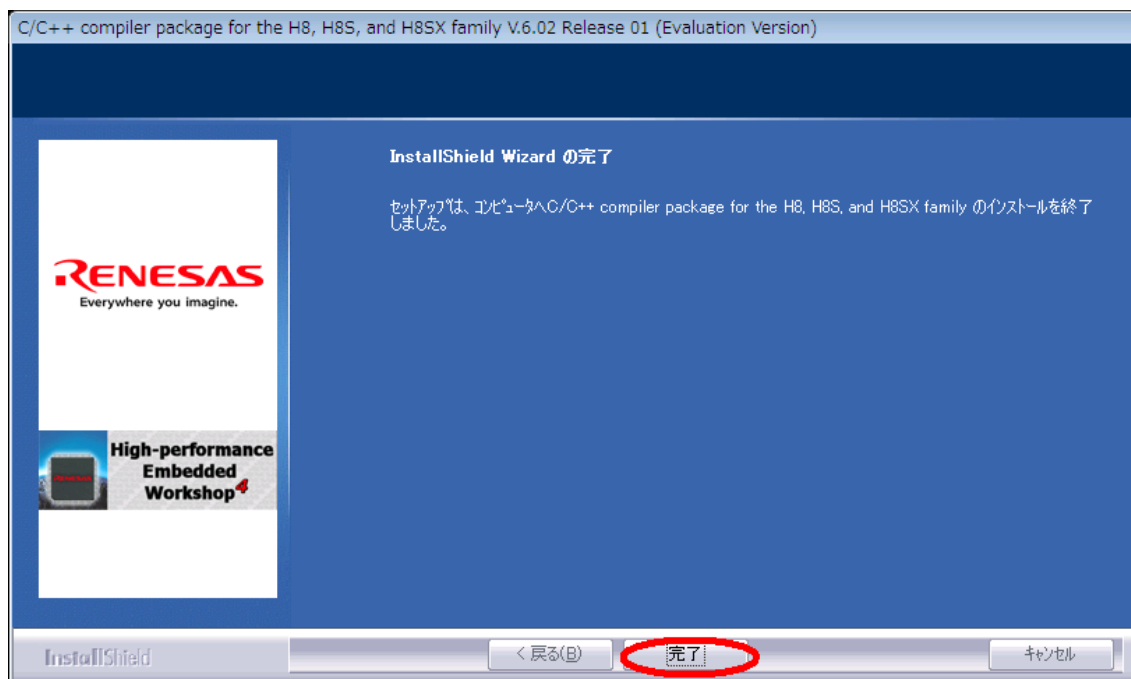 C/C++ compiler package for the H8, H8S, and H8SX family V.6.02 Release 01 (Evaluation Version)
InstallShield Wizard の完了
セットアップは、コンピュータへC/C++ compiler package for the H8, H8S, and H8SX family のインストールを終了
しました。
RENESAS
Everywhere you imagine.
High-performance
Embedded
Workshop4
RENESAS
InstallShield
< 戻る(B)
完了
キャンセル